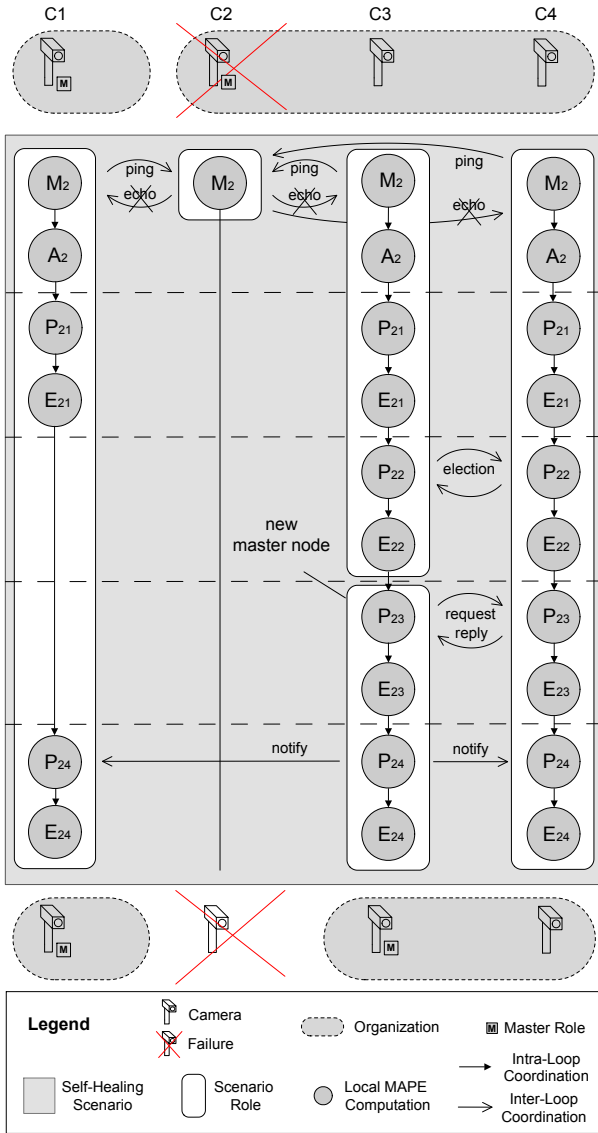 C1 C2 C3 C4
M M
ping ping ping
M2 echo M2 echo M2 echo M2
A2 A2 A2
P21 P21 P21
E21 E21 E21
P22 election P22
new
master node
E22 E22
P23 request
reply P23
E23 E23
P24 notify P24 notify P24
E24 E24 E24
M M
Legend
Camera
Failure
Organization
M Master Role
Self-Healing
Scenario
Scenario
Role
Local MAPE
Computation
Intra-Loop
Coordination
Inter-Loop
Coordination